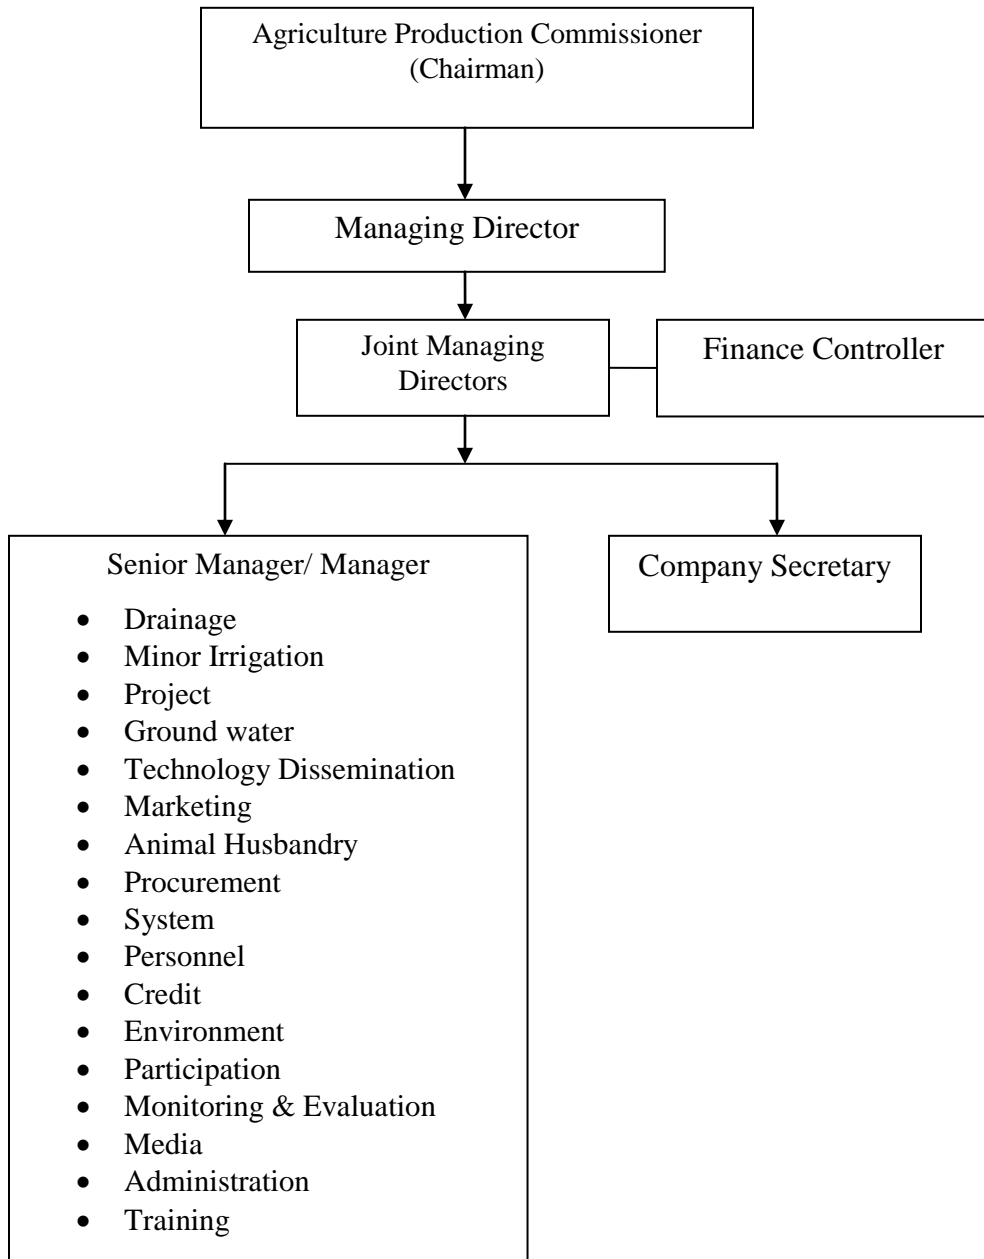 Agriculture Production Commissioner
(Chairman)
Managing Director
Joint Managing
Directors
Finance Controller
Senior Manager/ Manager
• Drainage
• Minor Irrigation
• Project
• Ground water
• Technology Dissemination
• Marketing
• Animal Husbandry
• Procurement
• System
• Personnel
• Credit
• Environment
• Participation
• Monitoring & Evaluation
• Media
• Administration
• Training
Company Secretary